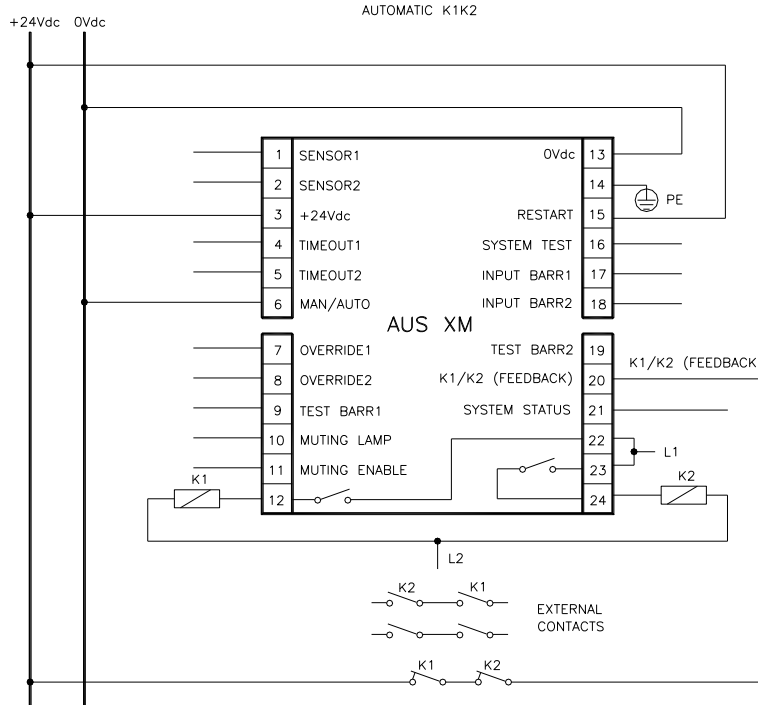 AUTOMATIC K1K2
+24Vdc 0Vdc
1 SENSOR1 0Vdc 13
2 SENSOR2 14 PE
3 +24Vdc RESTART 15
4 TIMEOUT1 SYSTEM TEST 16
5 TIMEOUT2 INPUT BARR1 17
6 MAN/AUTO INPUT BARR2 18
AUS XM
7 OVERRIDE1 TEST BARR2 19
K1/K2 (FEEDBACK
8 OVERRIDE2 K1/K2 (FEEDBACK) 20
9 TEST BARR1 SYSTEM STATUS 21
10 MUTING LAMP 22
L1
11 MUTING ENABLE 23
K1 K2
12 24
L2
K2 K1
EXTERNAL
CONTACTS
K1 K2